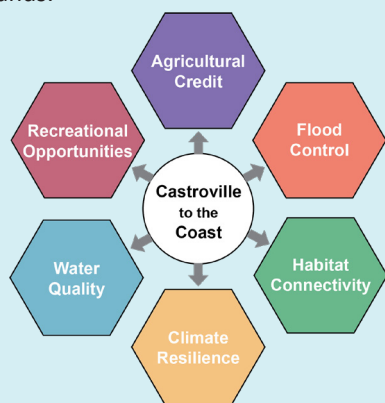 Agricultural
Credit
Recreational
Opportunities
Flood
Control
Castroville
to the
Coast
Water
Quality
Habitat
Connectivity
Climate
Resilience